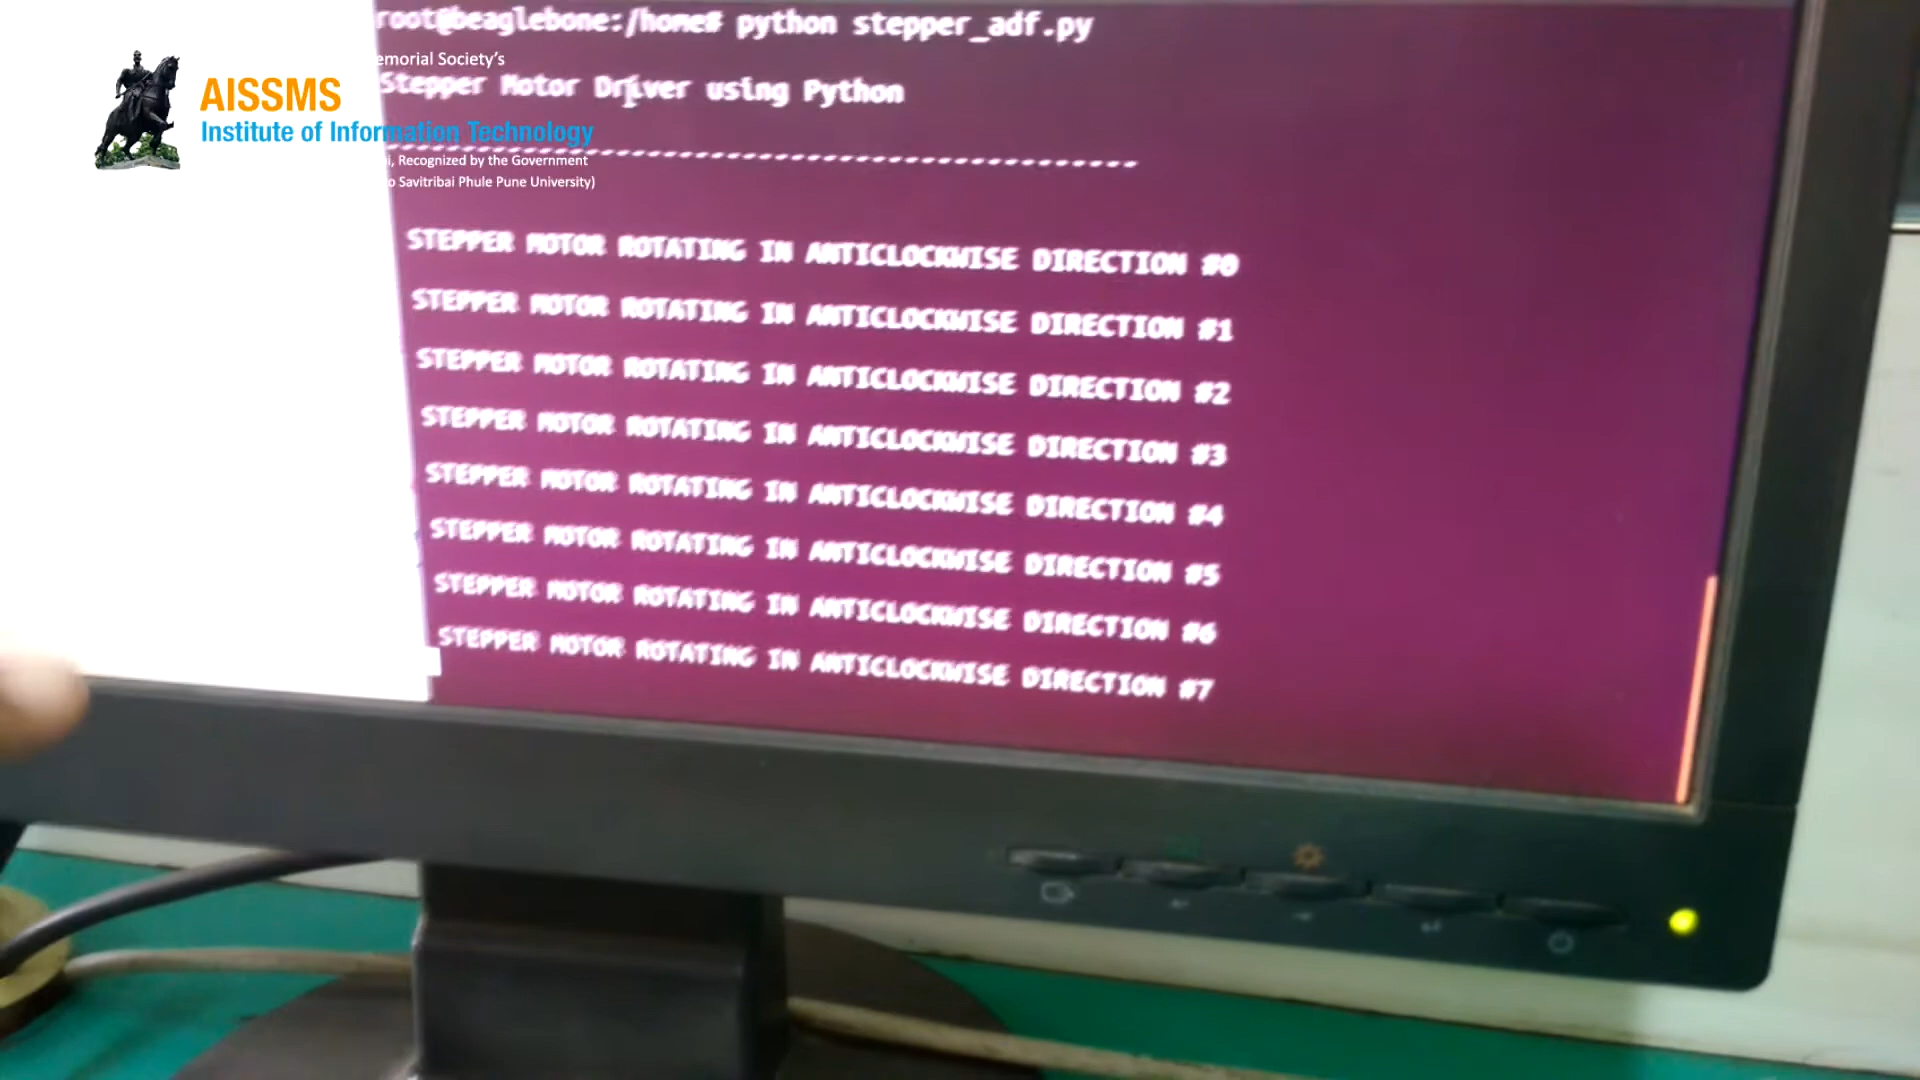 root@beaglebone:/home# python stepper_adf.py
emorial Society's
Stepper Motor Driver using Python
AISSMS
Institute of Information Technology
i, Recognized by the Government
o Savitribai Phule Pune University)
--------------------------------------------------
STEPPER MOTOR ROTATING IN ANTICLOCKWISE DIRECTION #0
STEPPER MOTOR ROTATING IN ANTICLOCKWISE DIRECTION #1
STEPPER MOTOR ROTATING IN ANTICLOCKWISE DIRECTION #2
STEPPER MOTOR ROTATING IN ANTICLOCKWISE DIRECTION #3
STEPPER MOTOR ROTATING IN ANTICLOCKWISE DIRECTION #4
STEPPER MOTOR ROTATING IN ANTICLOCKWISE DIRECTION #5
STEPPER MOTOR ROTATING IN ANTICLOCKWISE DIRECTION #6
STEPPER MOTOR ROTATING IN ANTICLOCKWISE DIRECTION #7